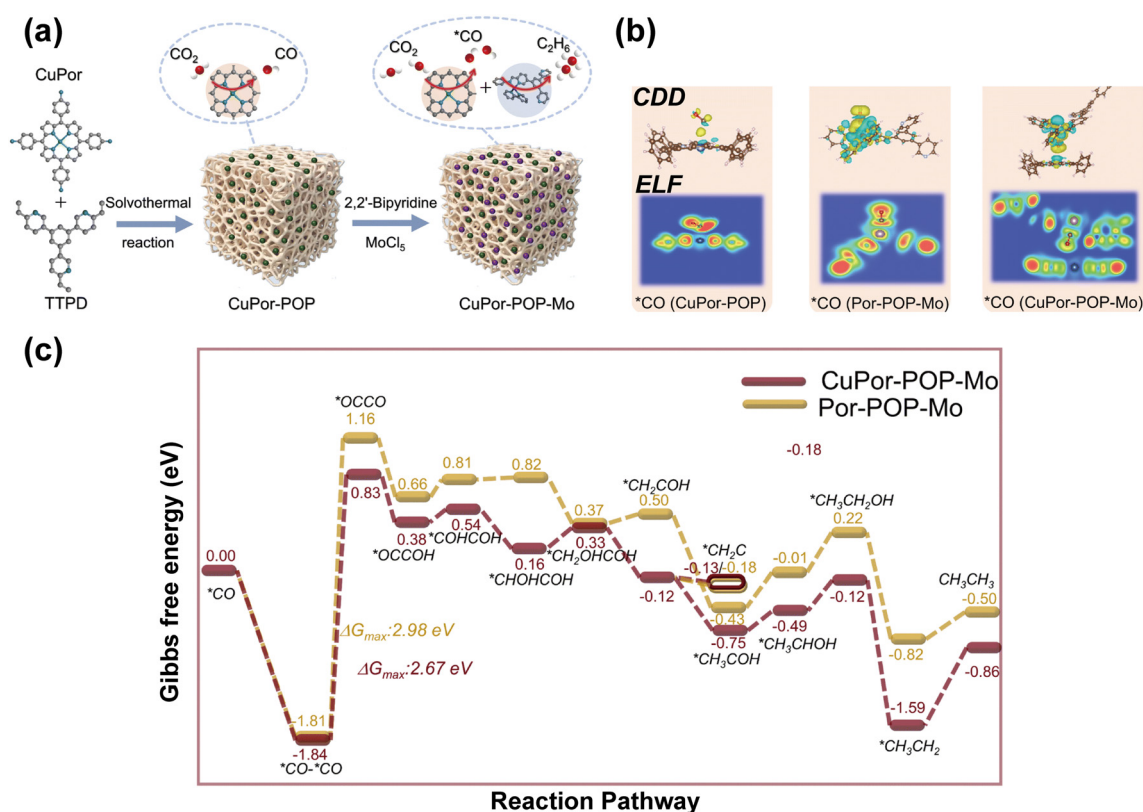 (a)
CuPor
+
TTPD
Solvothermal
reaction
CO2
CO
CuPor-POP
2,2'-Bipyridine
MoCl5
CO2
*CO
C2H6
+
CuPor-POP-Mo
(b)
CDD
ELF
*CO (CuPor-POP)
*CO (Por-POP-Mo)
*CO (CuPor-POP-Mo)
(c)
Gibbs free energy (eV)
CuPor-POP-Mo
Por-POP-Mo
-0.18
0.00
*CO
-1.81
-1.84
*CO-*CO
ΔGmax:2.98 eV
ΔGmax:2.67 eV
*OCCO
1.16
0.83
0.66
0.38
*OCCOH
0.81
0.54
*COHCOH
0.82
0.16
*CHOHCOH
0.37
0.33
*CH2OHCOH
*CH2COH
0.50
-0.12
*CH2C
-0.13
-0.18
-0.43
-0.75
*CH3COH
-0.01
-0.49
*CH3CHOH
*CH3CH2OH
0.22
-0.12
-0.82
-1.59
*CH3CH2
CH3CH3
-0.50
-0.86
Reaction Pathway